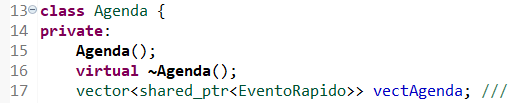 13 class Agenda {
14 private:
15     Agenda();
16     virtual ~Agenda();
17     vector<shared_ptr<EventoRapido>> vectAgenda; ///